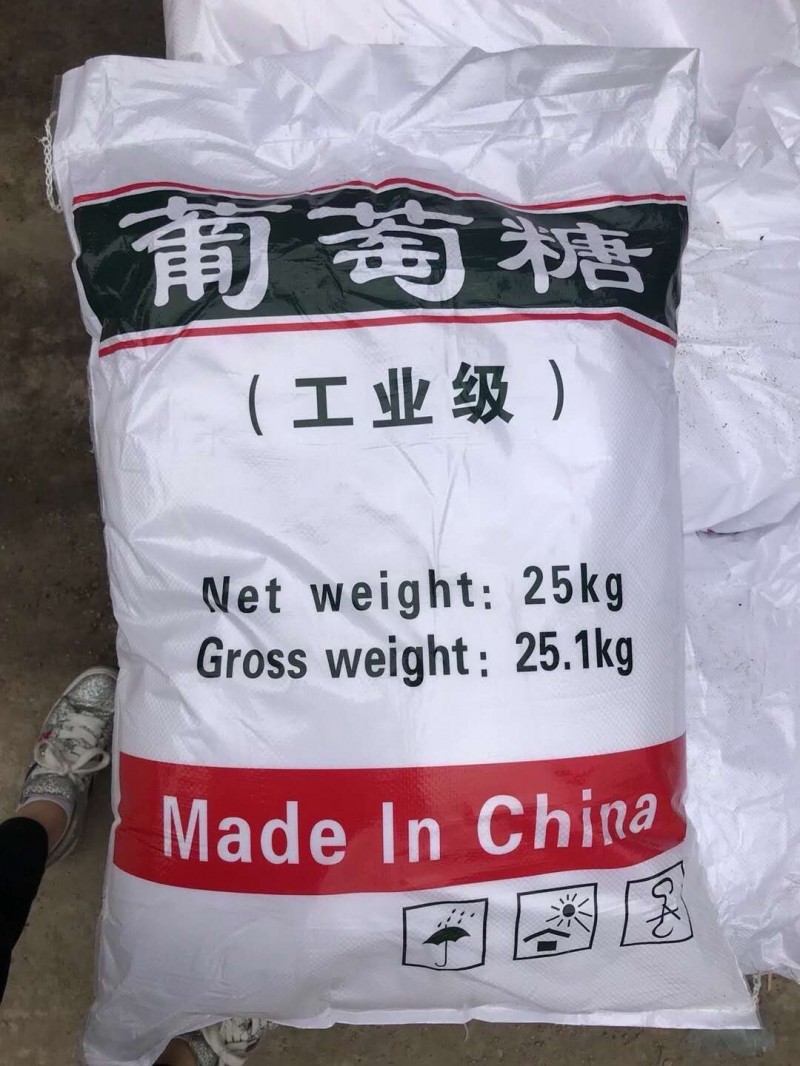 葡萄糖
(工业级)
Net weight: 25kg
Gross weight: 25.1kg
Made In China